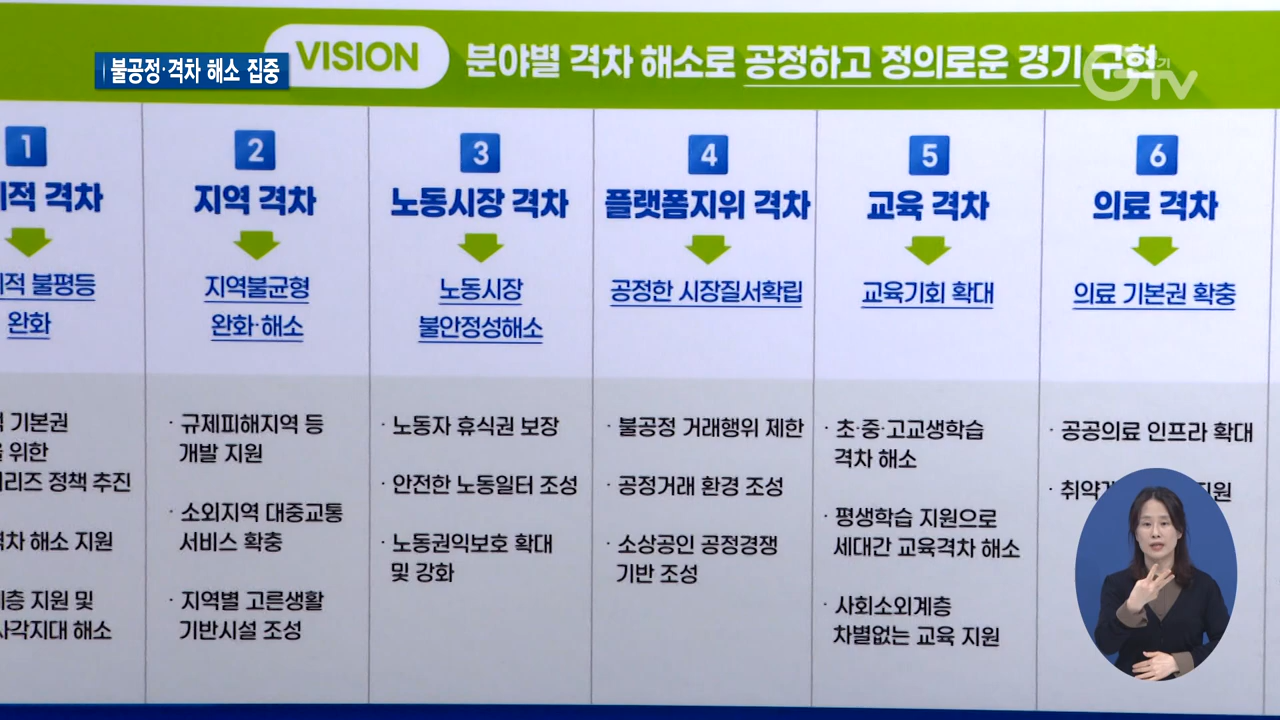 불공정·격차 해소 집중
VISION
분야별 격차 해소로 공정하고 정의로운 경기 구현
경기
TV
1
격차
불평등
완화
기본권
위한
정책 추진
해소 지원
지원 및
사각지대 해소
2
지역 격차
지역불균형
완화·해소
· 규제피해지역 등
개발 지원
· 소외지역 대중교통
서비스 확충
· 지역별 고른생활
기반시설 조성
3
노동시장 격차
노동시장
불안정성해소
· 노동자 휴식권 보장
· 안전한 노동일터 조성
· 노동권익보호 확대
및 강화
4
플랫폼지위 격차
공정한 시장질서확립
· 불공정 거래행위 제한
· 공정거래 환경 조성
· 소상공인 공정경쟁
기반 조성
5
교육 격차
교육기회 확대
· 초·중·고교생학습
격차 해소
· 평생학습 지원으로
세대간 교육격차 해소
· 사회소외계층
차별없는 교육 지원
6
의료 격차
의료 기본권 확충
· 공공의료 인프라 확대